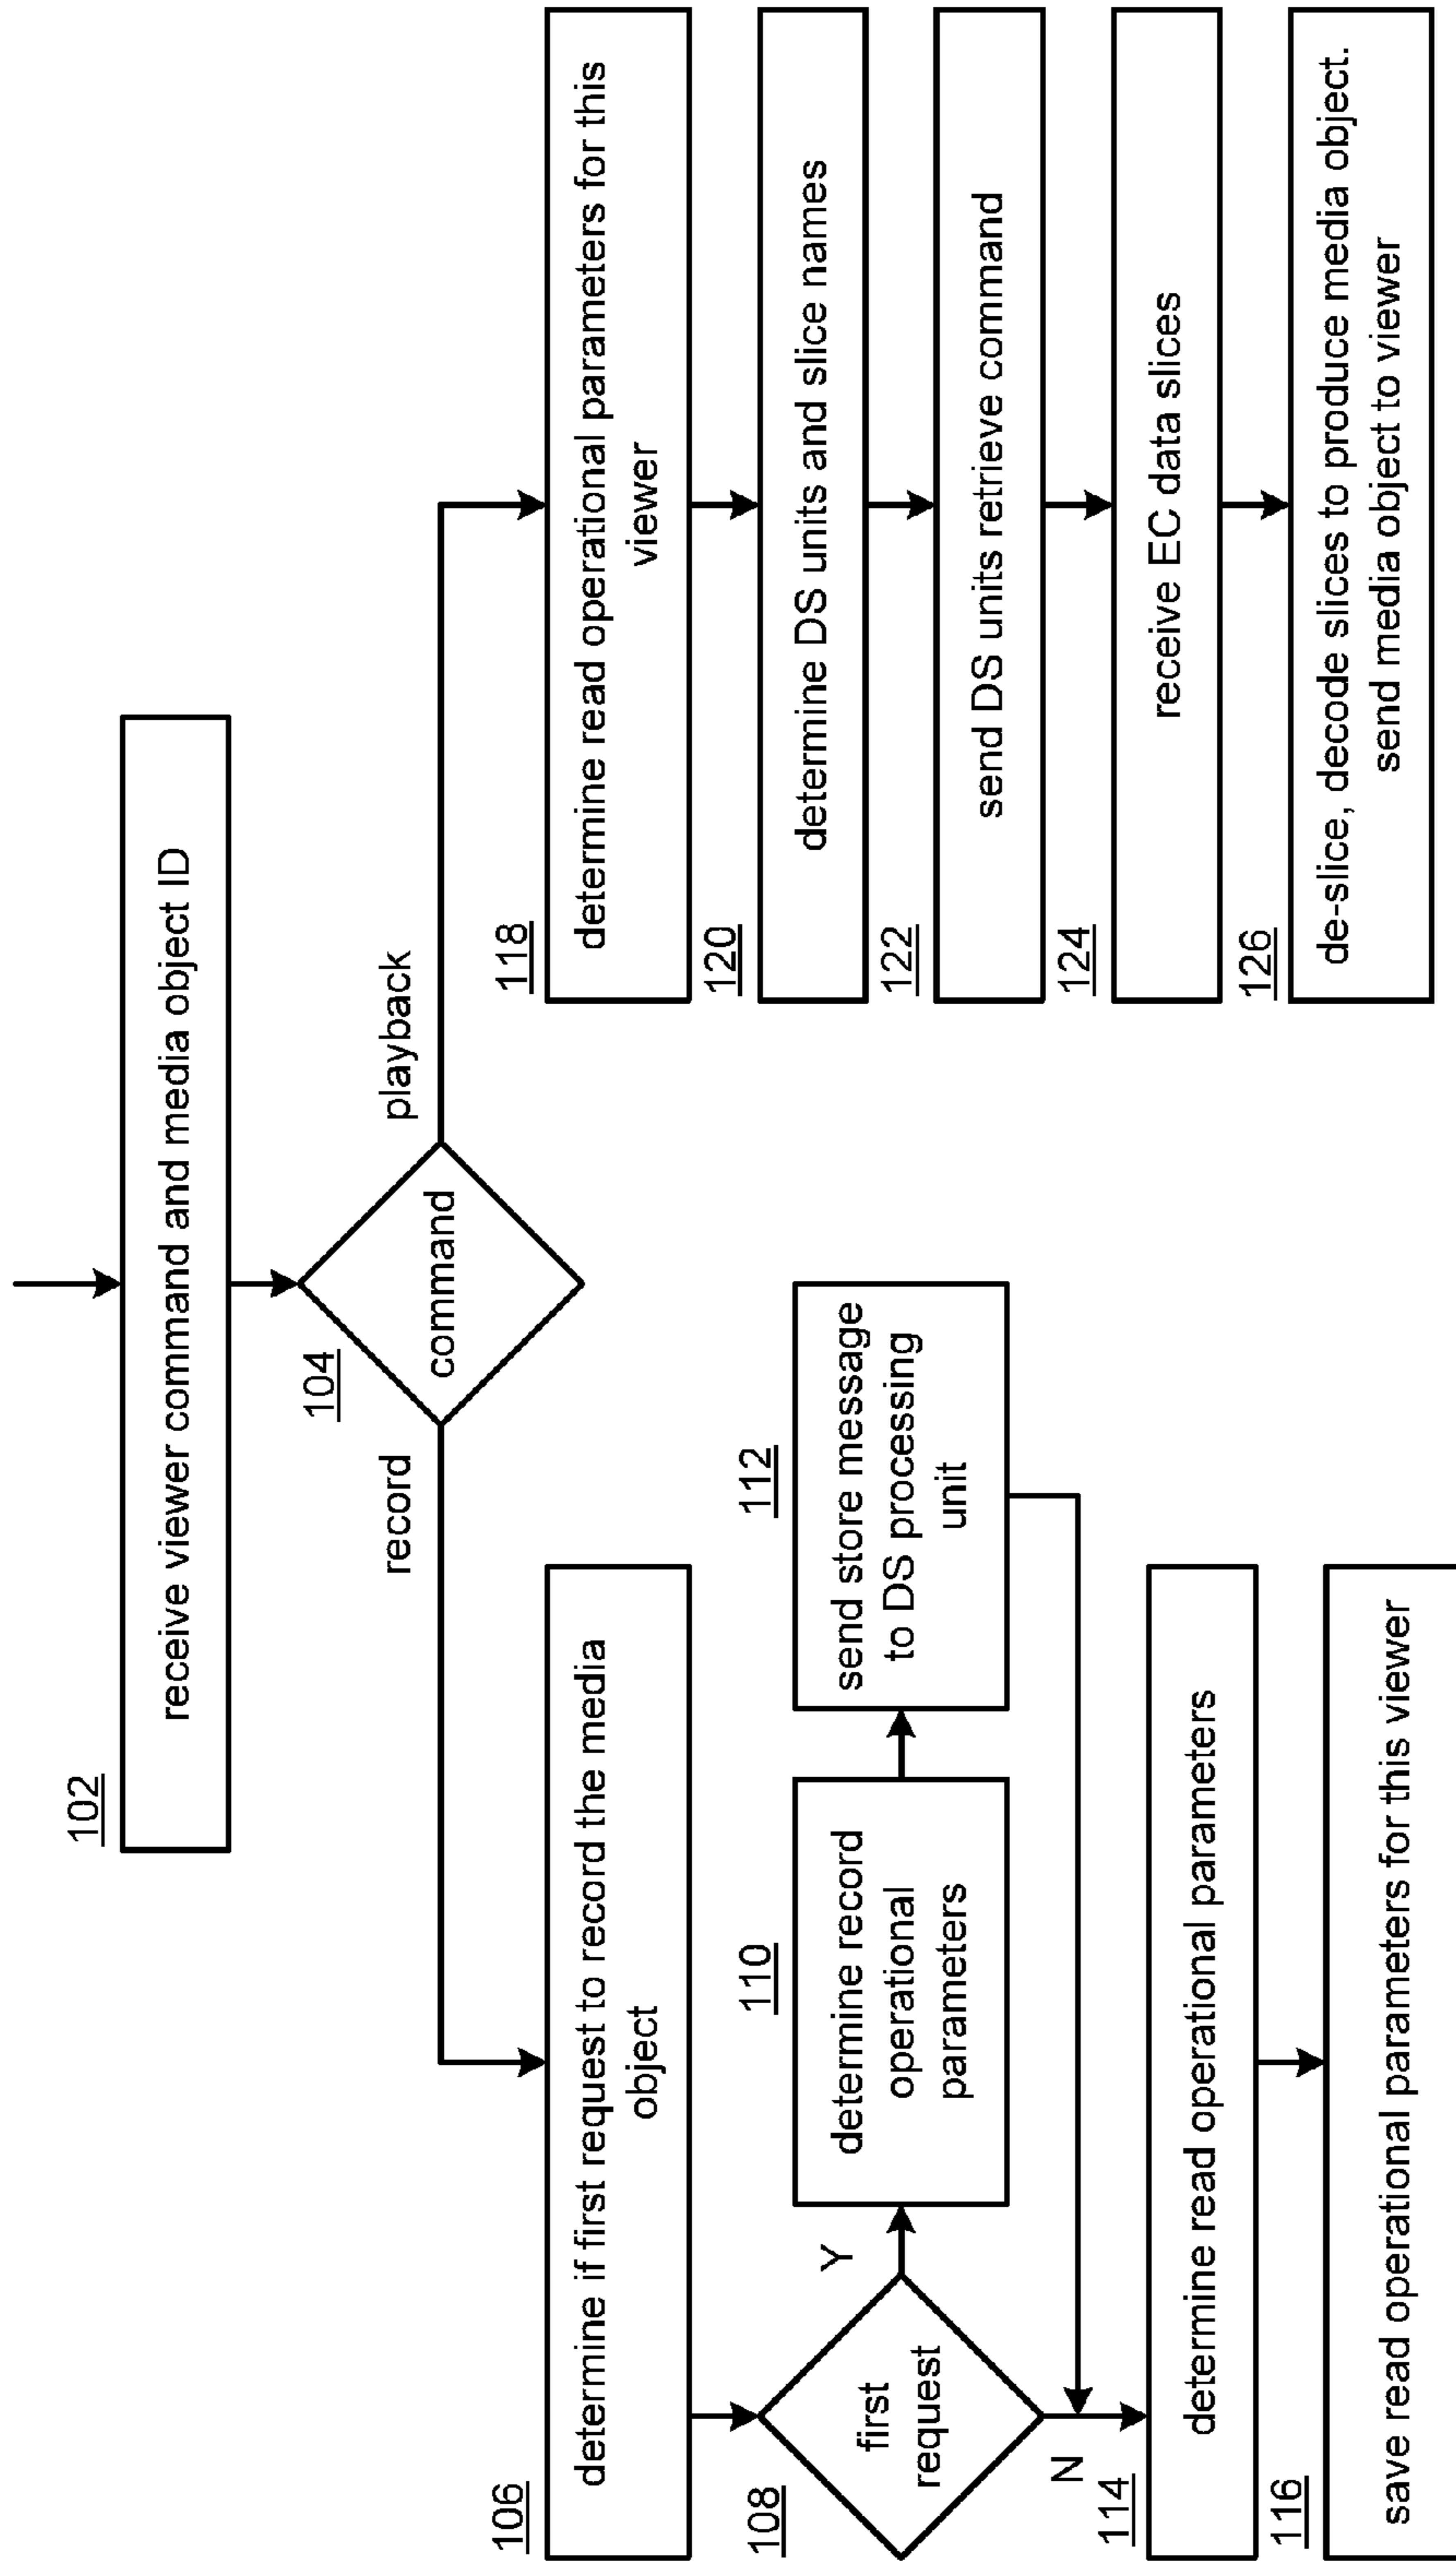 102
receive viewer command and media object ID
104
command
record
playback
106
determine if first request to record the media
object
108
first
request
Y
N
110
determine record
operational
parameters
112
send store message
to DS processing
unit
114
determine read operational parameters
116
save read operational parameters for this viewer
118
determine read operational parameters for this
viewer
120
determine DS units and slice names
122
send DS units retrieve command
124
receive EC data slices
126
de-slice, decode slices to produce media object.
send media object to viewer